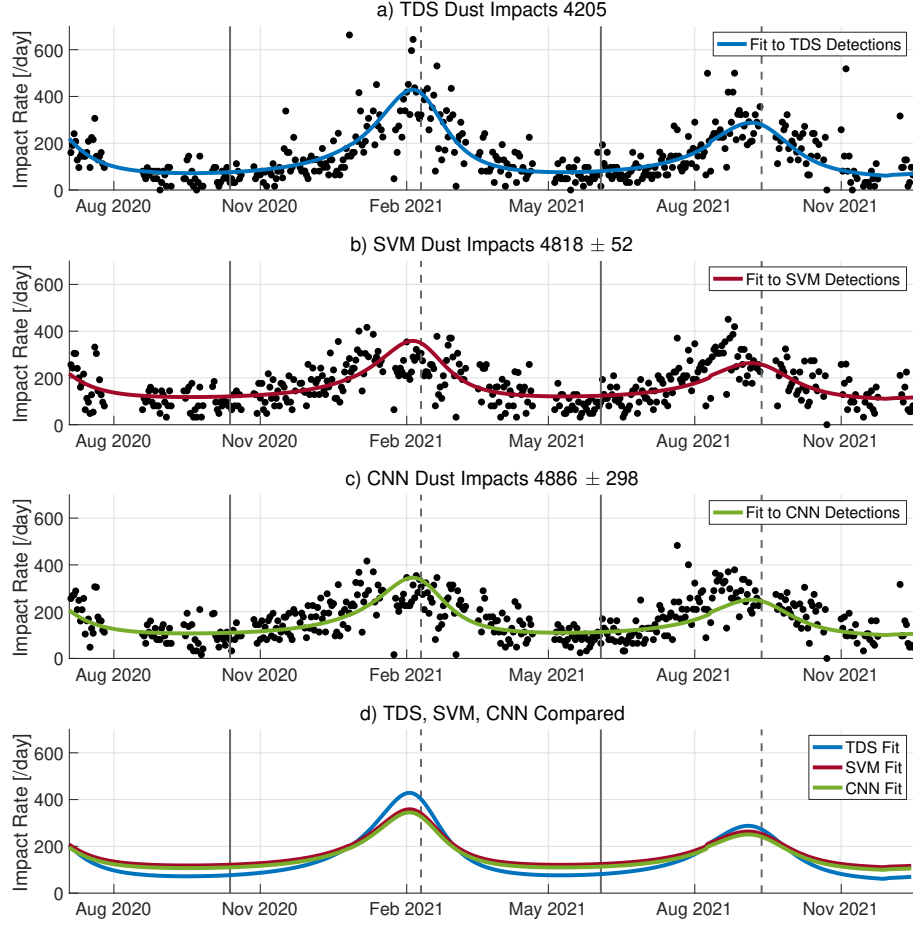 a) TDS Dust Impacts 4205
Impact Rate [/day]
600
400
200
0
Fit to TDS Detections
Aug 2020 Nov 2020 Feb 2021 May 2021 Aug 2021 Nov 2021
b) SVM Dust Impacts 4818 ± 52
Impact Rate [/day]
600
400
200
0
Fit to SVM Detections
Aug 2020 Nov 2020 Feb 2021 May 2021 Aug 2021 Nov 2021
c) CNN Dust Impacts 4886 ± 298
Impact Rate [/day]
600
400
200
0
Fit to CNN Detections
Aug 2020 Nov 2020 Feb 2021 May 2021 Aug 2021 Nov 2021
d) TDS, SVM, CNN Compared
Impact Rate [/day]
600
400
200
0
TDS Fit
SVM Fit
CNN Fit
Aug 2020 Nov 2020 Feb 2021 May 2021 Aug 2021 Nov 2021